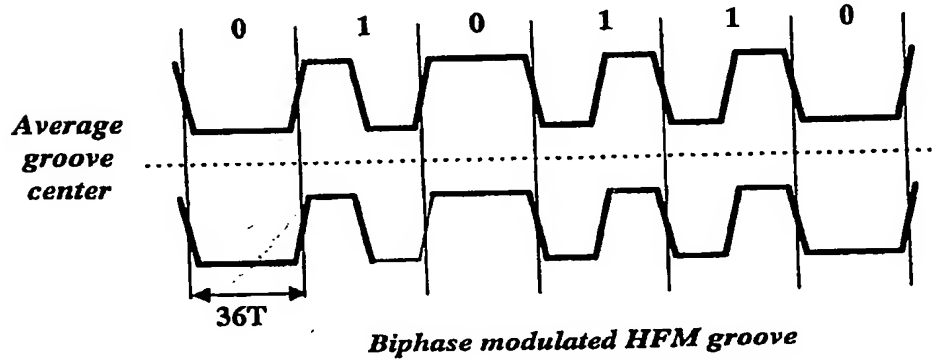 0 1 0 1 1 0
Average
groove
center
36T
Biphase modulated HFM groove